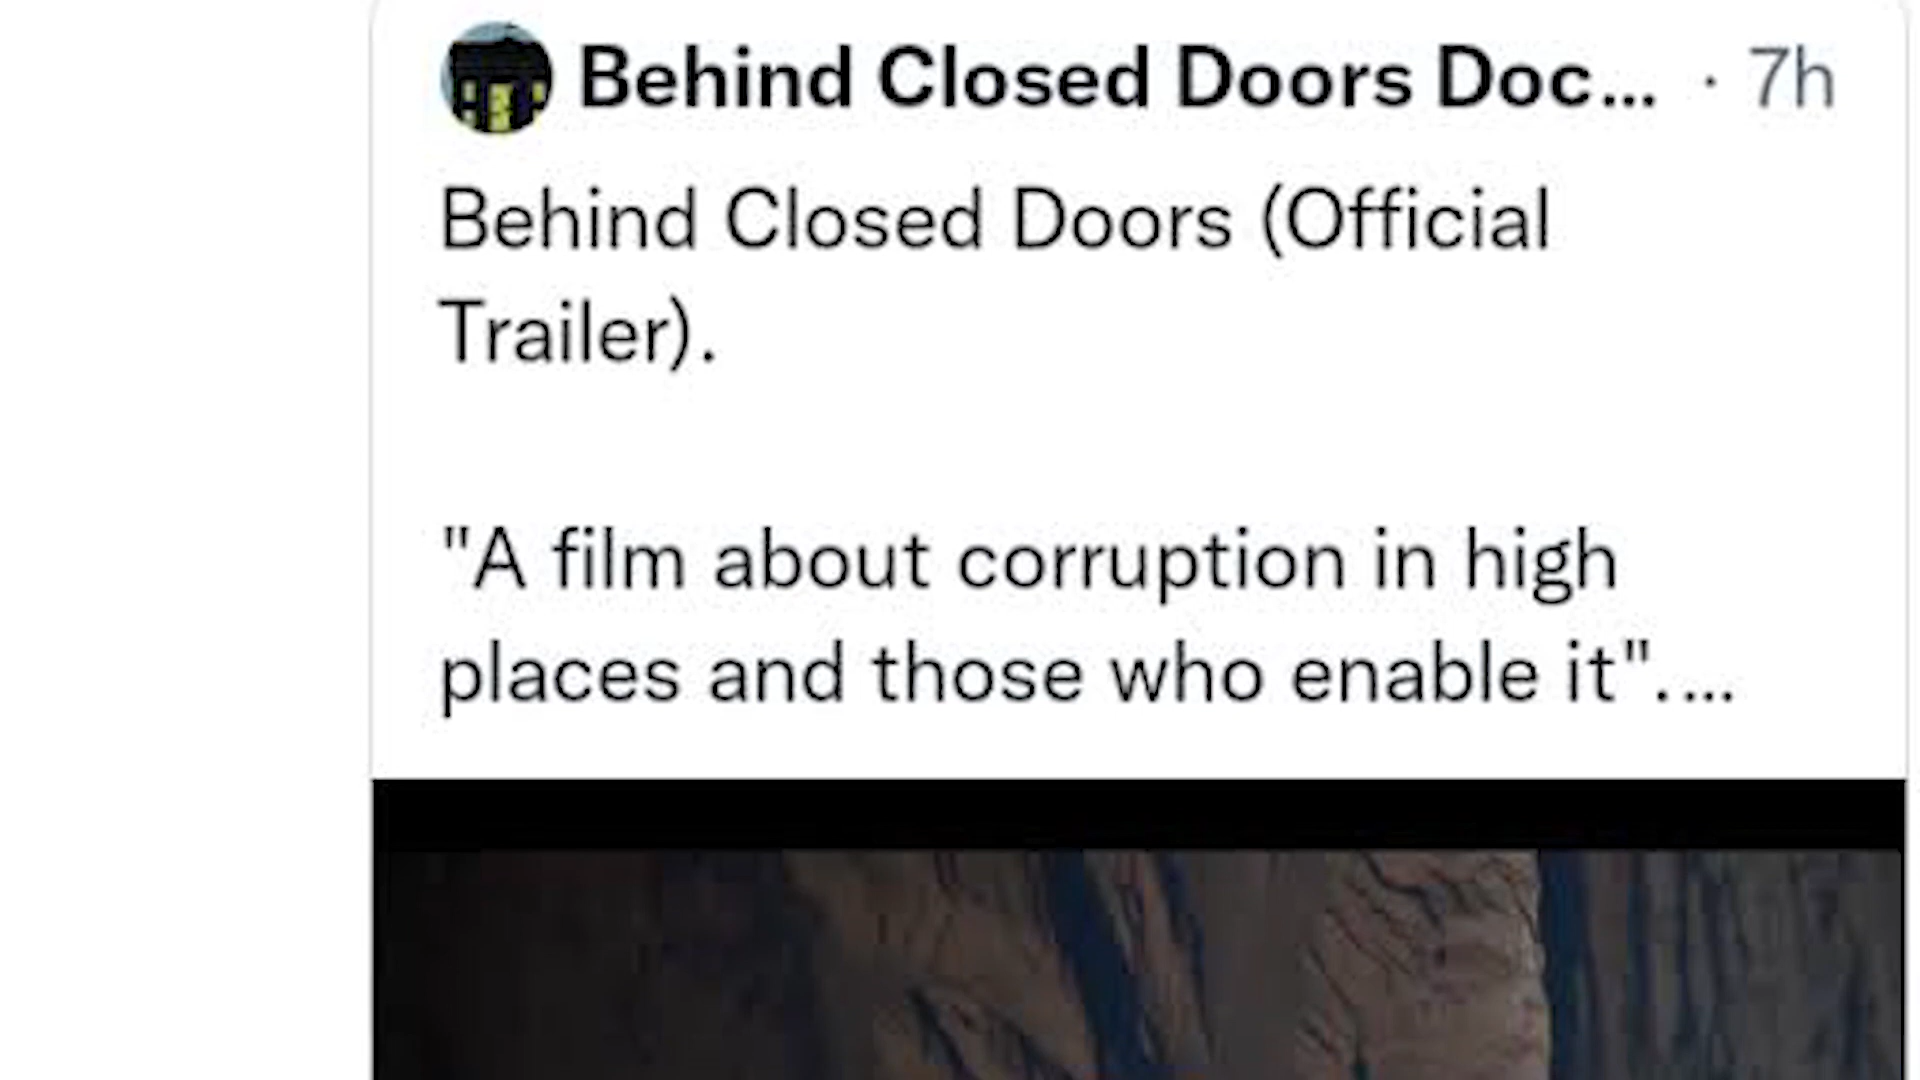 Behind Closed Doors Doc... · 7h
Behind Closed Doors (Official
Trailer).
"A film about corruption in high
places and those who enable it"....